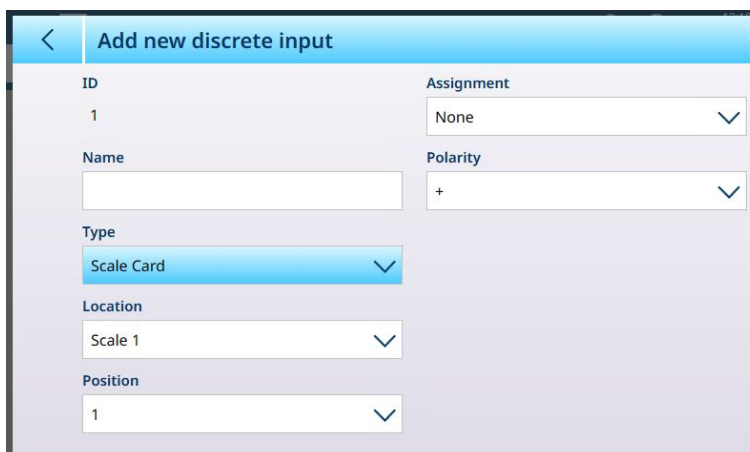 Add new discrete input
ID
1
Name
Type
Scale Card
Location
Scale 1
Position
1
Assignment
None
Polarity
+